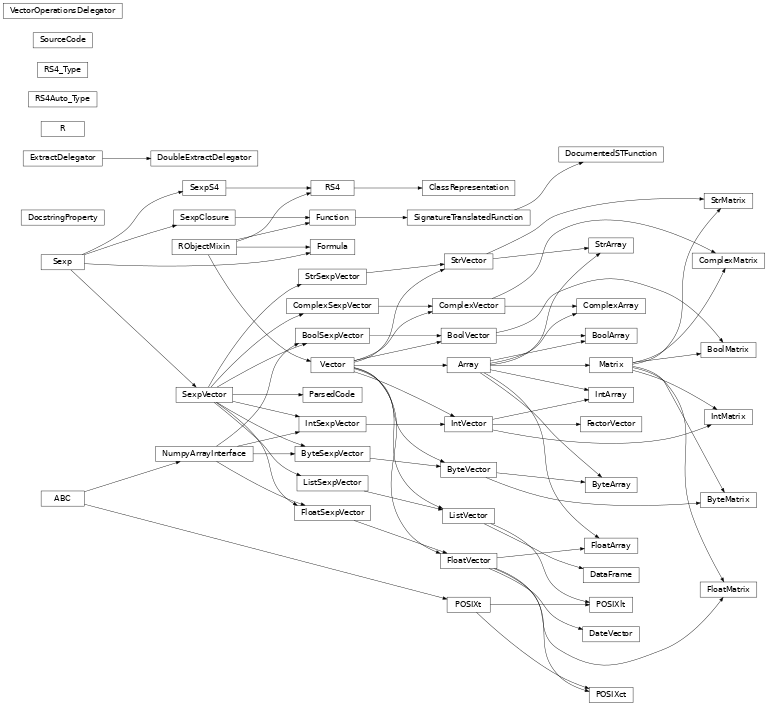 VectorOperationsDelegator
SourceCode
RS4_Type
RS4Auto_Type
R
ExtractDelegator
DoubleExtractDelegator
DocumentedSTFunction
SexpS4
RS4
ClassRepresentation
StrMatrix
DocstringProperty
SexpClosure
Function
SignatureTranslatedFunction
RObjectMixin
Formula
StrArray
Sexp
StrVector
ComplexMatrix
StrSexpVector
ComplexSexpVector
ComplexVector
ComplexArray
BoolSexpVector
BoolVector
BoolArray
BoolMatrix
Vector
Array
Matrix
SexpVector
ParsedCode
IntArray
IntSexpVector
IntVector
FactorVector
IntMatrix
NumpyArrayInterface
ByteSexpVector
ByteVector
ByteArray
ListSexpVector
ABC
ByteMatrix
FloatSexpVector
ListVector
FloatArray
FloatVector
DataFrame
FloatMatrix
POSIXt
POSIXlt
DateVector
POSIXct